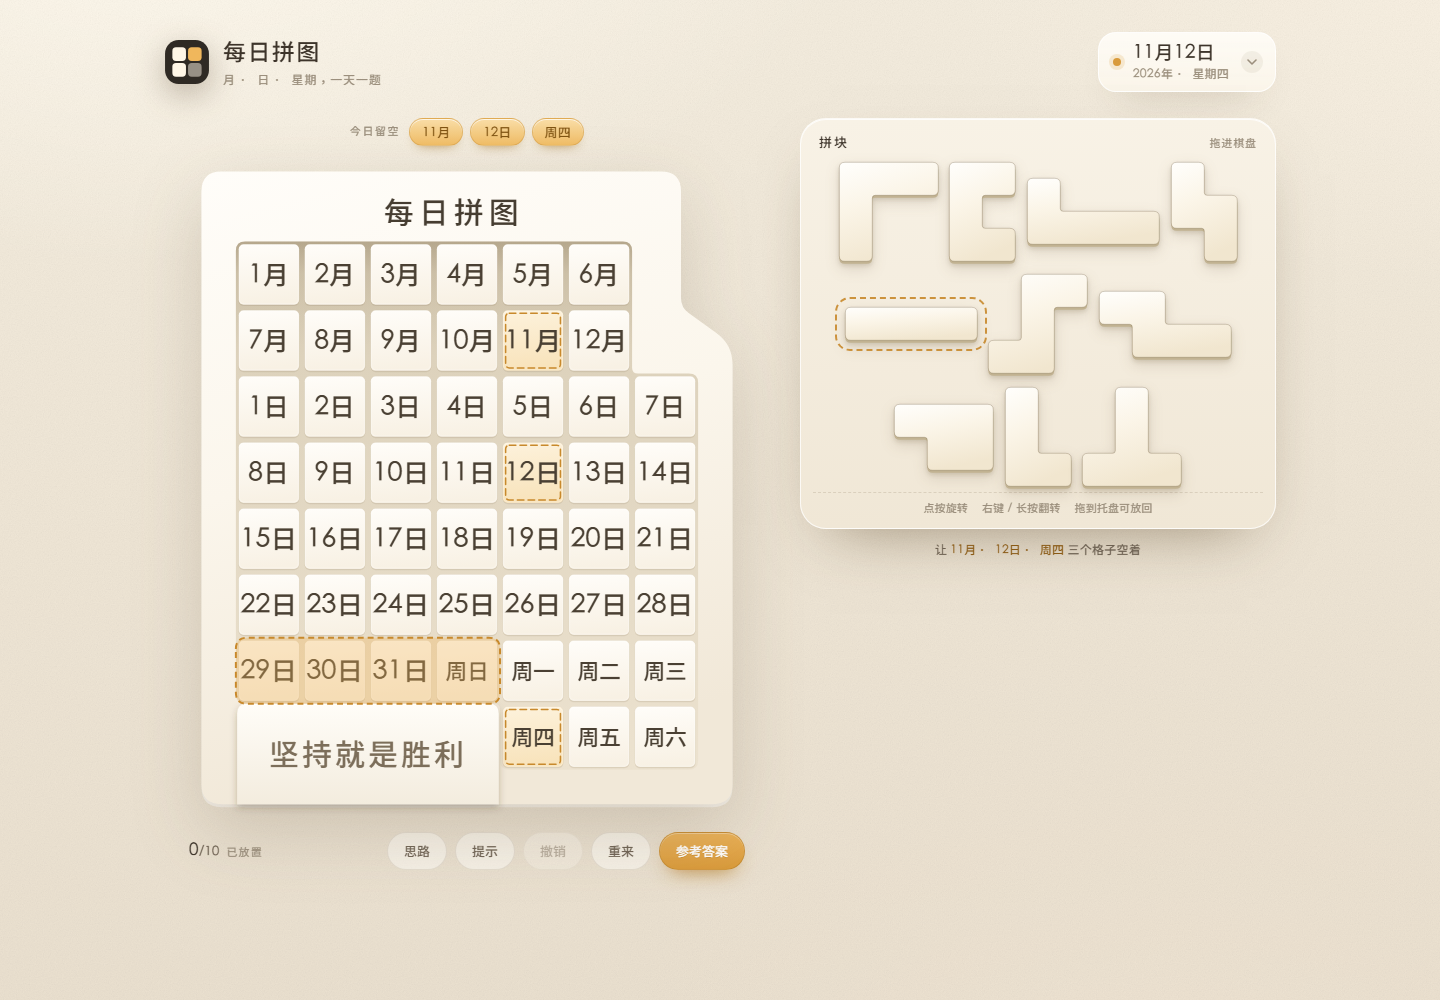 每日拼图
月 · 日 · 星期，一天一题
11月12日
2026年 · 星期四
今日留空 11月 12日 周四
每日拼图
1月 2月 3月 4月 5月 6月
7月 8月 9月 10月 11月 12月
1日 2日 3日 4日 5日 6日 7日
8日 9日 10日 11日 12日 13日 14日
15日 16日 17日 18日 19日 20日 21日
22日 23日 24日 25日 26日 27日 28日
29日 30日 31日 周日 周一 周二 周三
周四 周五 周六
坚持就是胜利
0/10 已放置
思路 提示 撤销 重来 参考答案
拼块 拖进棋盘
点按旋转 右键 / 长按翻转 拖到托盘可放回
让 11月 · 12日 · 周四 三个格子空着